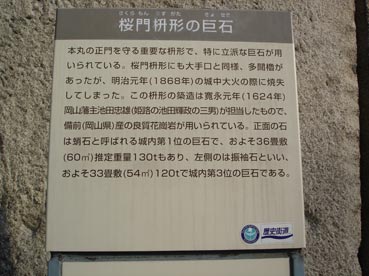 さくら もん ます がた きょ せき
桜門枡形の巨石
本丸の正門を守る重要な枡形で、特に立派な巨石が用
いられている。桜門枡形にも大手口と同様、多聞櫓が
あったが、明治元年(1868年)の城中大火の際に焼失
してしまった。この枡形の築造は寛永元年(1624年)
岡山藩主池田忠雄(姫路の池田輝政の三男)が担当したもので、
備前(岡山県)産の良質花崗岩が用いられている。正面の石
は蛸石と呼ばれる城内第1位の巨石で、およそ36畳敷
(60㎡)推定重量130tもあり、左側のは振袖石といい、
およそ33畳敷(54㎡)120tで城内第3位の巨石である。
歴史街道